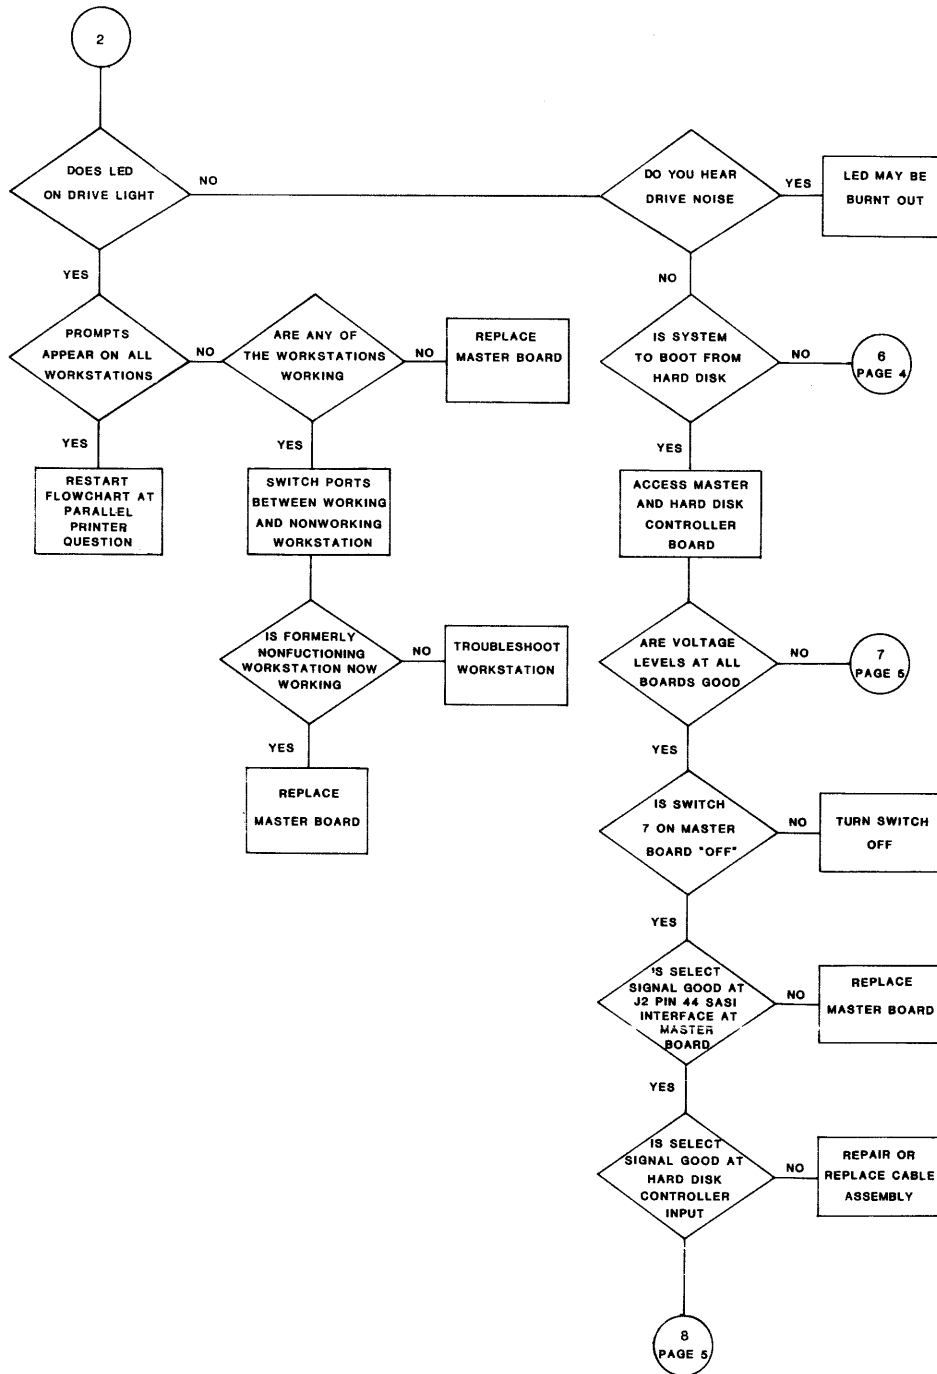 2
DOES LED
ON DRIVE LIGHT
NO
DO YOU HEAR
DRIVE NOISE
YES
LED MAY BE
BURNT OUT
YES
NO
PROMPTS
APPEAR ON ALL
WORKSTATIONS
NO
ARE ANY OF
THE WORKSTATIONS
WORKING
NO
REPLACE
MASTER BOARD
IS SYSTEM
TO BOOT FROM
HARD DISK
NO
6
PAGE 4
YES
YES
YES
RESTART
FLOWCHART AT
PARALLEL
PRINTER
QUESTION
SWITCH PORTS
BETWEEN WORKING
AND NONWORKING
WORKSTATION
ACCESS MASTER
AND HARD DISK
CONTROLLER
BOARD
IS FORMERLY
NONFUCTIONING
WORKSTATION NOW
WORKING
NO
TROUBLESHOOT
WORKSTATION
ARE VOLTAGE
LEVELS AT ALL
BOARDS GOOD
NO
7
PAGE 5
YES
YES
REPLACE
MASTER BOARD
IS SWITCH
7 ON MASTER
BOARD "OFF"
NO
TURN SWITCH
OFF
YES
IS SELECT
SIGNAL GOOD AT
J2 PIN 44 SASI
INTERFACE AT
MASTER
BOARD
NO
REPLACE
MASTER BOARD
YES
IS SELECT
SIGNAL GOOD AT
HARD DISK
CONTROLLER
INPUT
NO
REPAIR OR
REPLACE CABLE
ASSEMBLY
8
PAGE 5